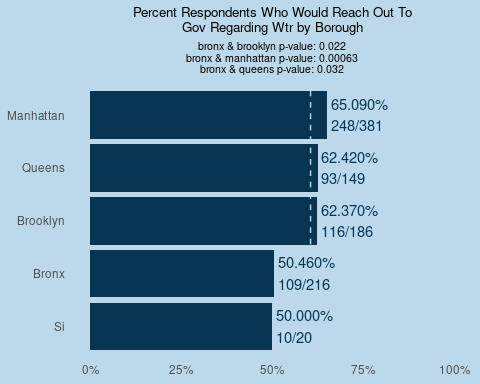 Percent Respondents Who Would Reach Out To
Gov Regarding Wtr by Borough
bronx & brooklyn p-value: 0.022
bronx & manhattan p-value: 0.00063
bronx & queens p-value: 0.032
Manhattan
65.090%
248/381
Queens
62.420%
93/149
Brooklyn
62.370%
116/186
Bronx
50.460%
109/216
Si
50.000%
10/20
0% 25% 50% 75% 100%